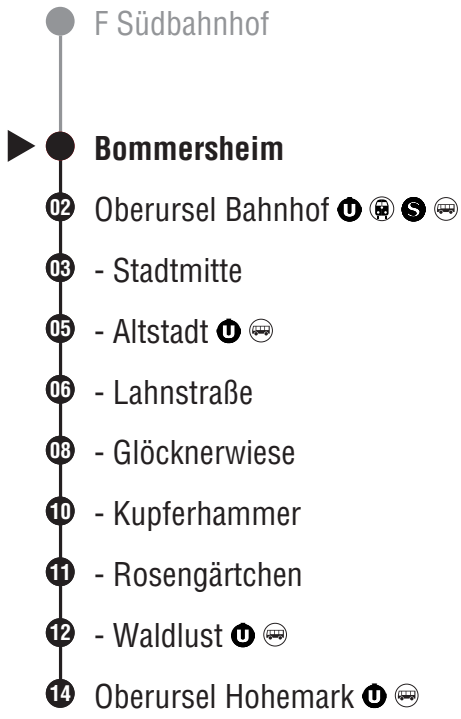 F Südbahnhof
Bommersheim
02 Oberursel Bahnhof U S
03 - Stadtmitte
05 - Altstadt U
06 - Lahnstraße
08 - Glöcknerwiese
10 - Kupferhammer
11 - Rosengärtchen
12 - Waldlust U
14 Oberursel Hohemark U